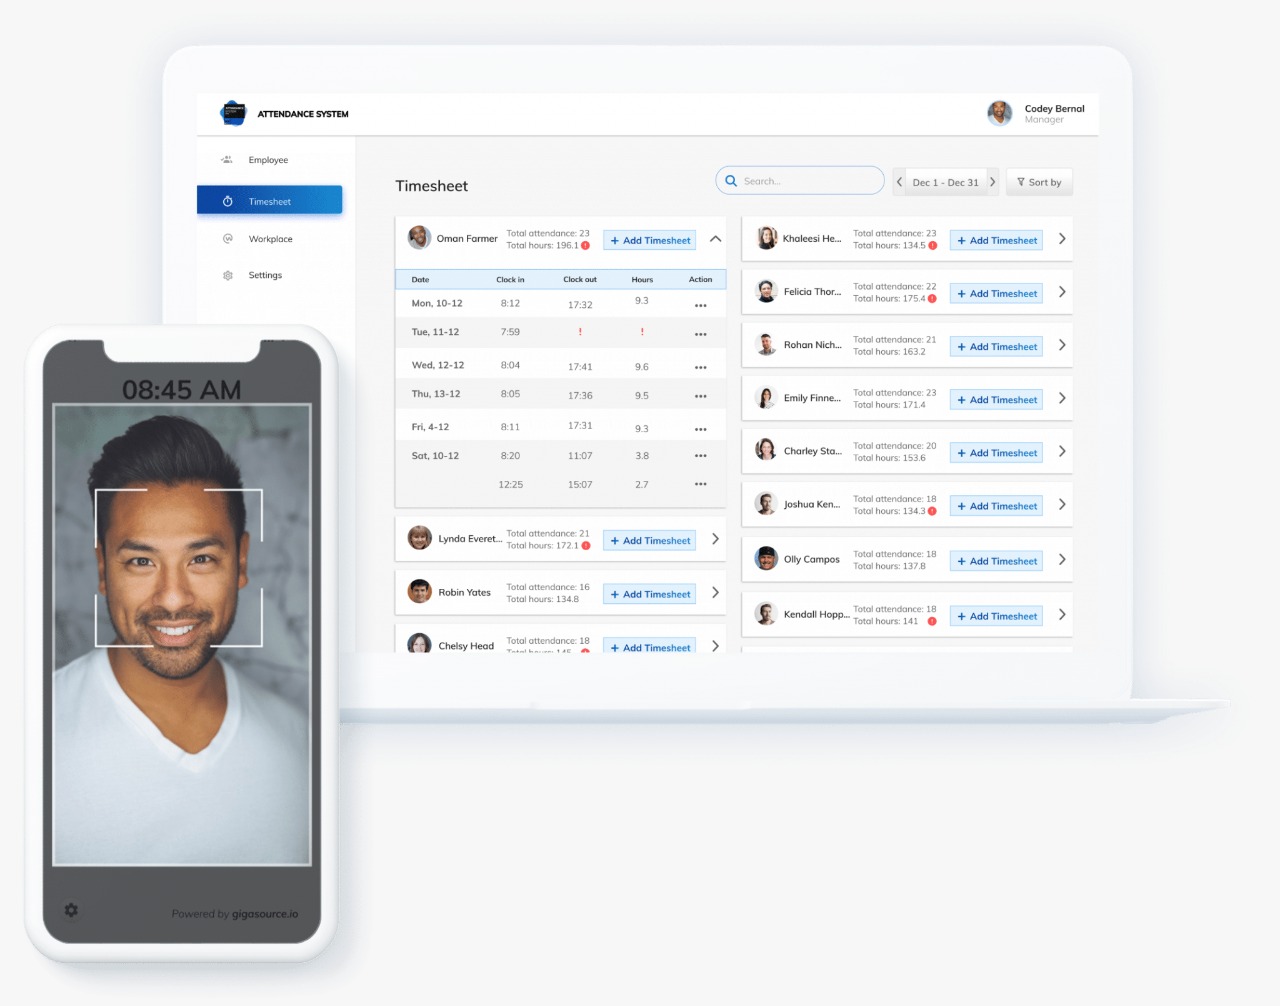 ATTENDANCE SYSTEM
Codey Bernal
Manager
Employee
Timesheet
Workplace
Settings
Timesheet
Search...
Dec 1 - Dec 31
Sort by
Oman Farmer
Total attendance: 23
Total hours: 196.1
+ Add Timesheet
Date Clock in Clock out Hours Action
Mon, 10-12 8:12 17:32 9.3 •••
Tue, 11-12 7:59 ! ! •••
Wed, 12-12 8:04 17:41 9.6 •••
Thu, 13-12 8:05 17:36 9.5 •••
Fri, 4-12 8:11 17:31 9.3 •••
Sat, 10-12 8:20 11:07 3.8 •••
12:25 15:07 2.7 •••
Lynda Everet...
Total attendance: 21
Total hours: 172.1
+ Add Timesheet
Robin Yates
Total attendance: 16
Total hours: 134.8
+ Add Timesheet
Chelsy Head
Total attendance: 18
Total hours: 145
+ Add Timesheet
Khaleesi He...
Total attendance: 23
Total hours: 134.5
+ Add Timesheet
Felicia Thor...
Total attendance: 22
Total hours: 175.4
+ Add Timesheet
Rohan Nich...
Total attendance: 21
Total hours: 163.2
+ Add Timesheet
Emily Finne...
Total attendance: 23
Total hours: 171.4
+ Add Timesheet
Charley Sta...
Total attendance: 20
Total hours: 153.6
+ Add Timesheet
Joshua Ken...
Total attendance: 18
Total hours: 134.3
+ Add Timesheet
Olly Campos
Total attendance: 18
Total hours: 137.8
+ Add Timesheet
Kendall Hopp...
Total attendance: 18
Total hours: 141
+ Add Timesheet
08:45 AM
Powered by gigasource.io